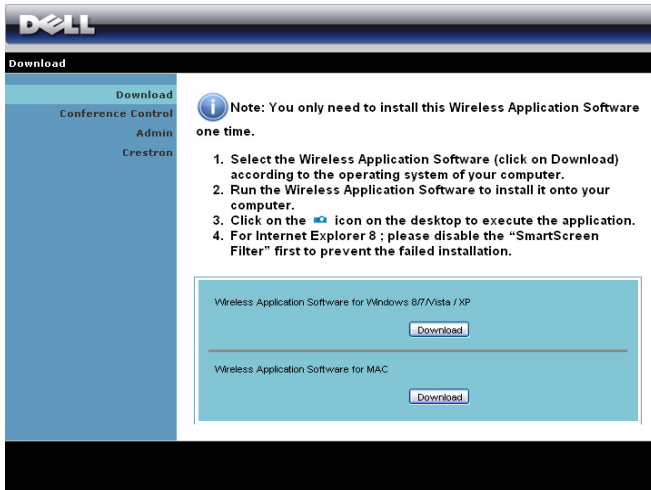 DELL
Download
Download
Conference Control
Admin
Crestron
Note: You only need to install this Wireless Application Software
one time.
1. Select the Wireless Application Software (click on Download)
according to the operating system of your computer.
2. Run the Wireless Application Software to install it onto your
computer.
3. Click on the icon on the desktop to execute the application.
4. For Internet Explorer 8 ; please disable the “SmartScreen
Filter” first to prevent the failed installation.
Wireless Application Software for Windows 8/7/Vista / XP
Download
Wireless Application Software for MAC
Download